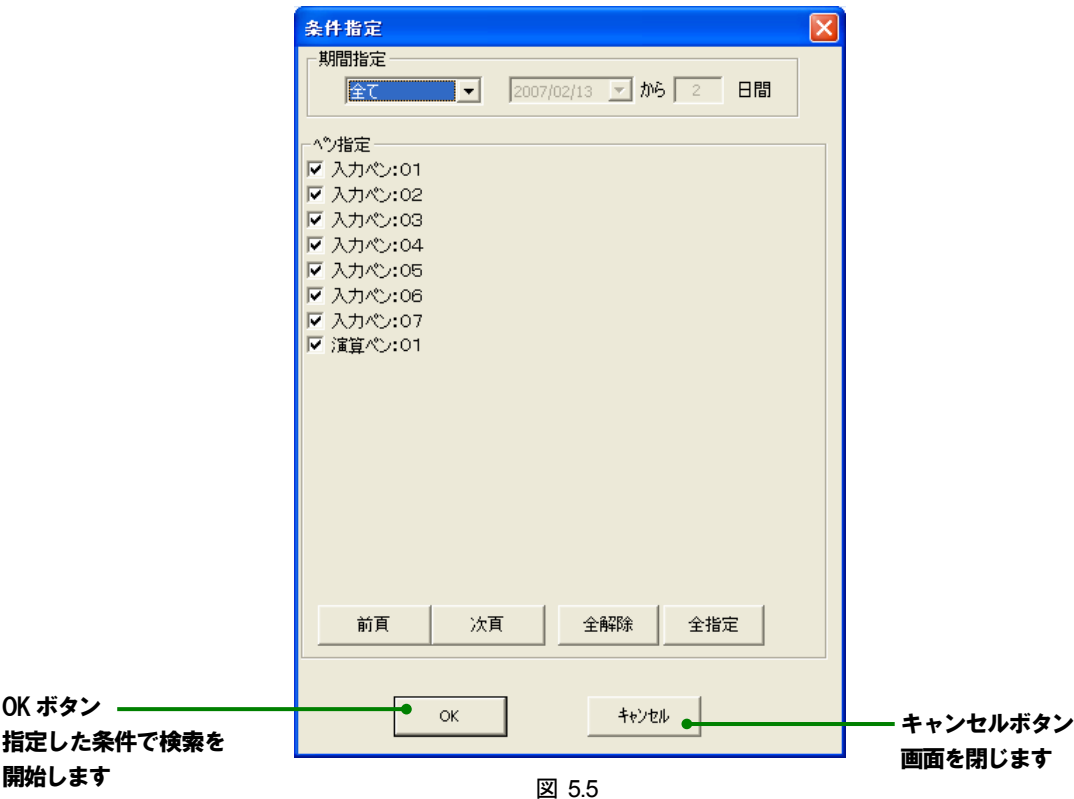 条件指定
期間指定
全て 2007/02/13 から 2 日間
ペン指定
入力ペン:01
入力ペン:02
入力ペン:03
入力ペン:04
入力ペン:05
入力ペン:06
入力ペン:07
演算ペン:01
前頁 次頁 全解除 全指定
OK キャンセル
OK ボタン
指定した条件で検索を
開始します
キャンセルボタン
画面を閉じます
図 5.5